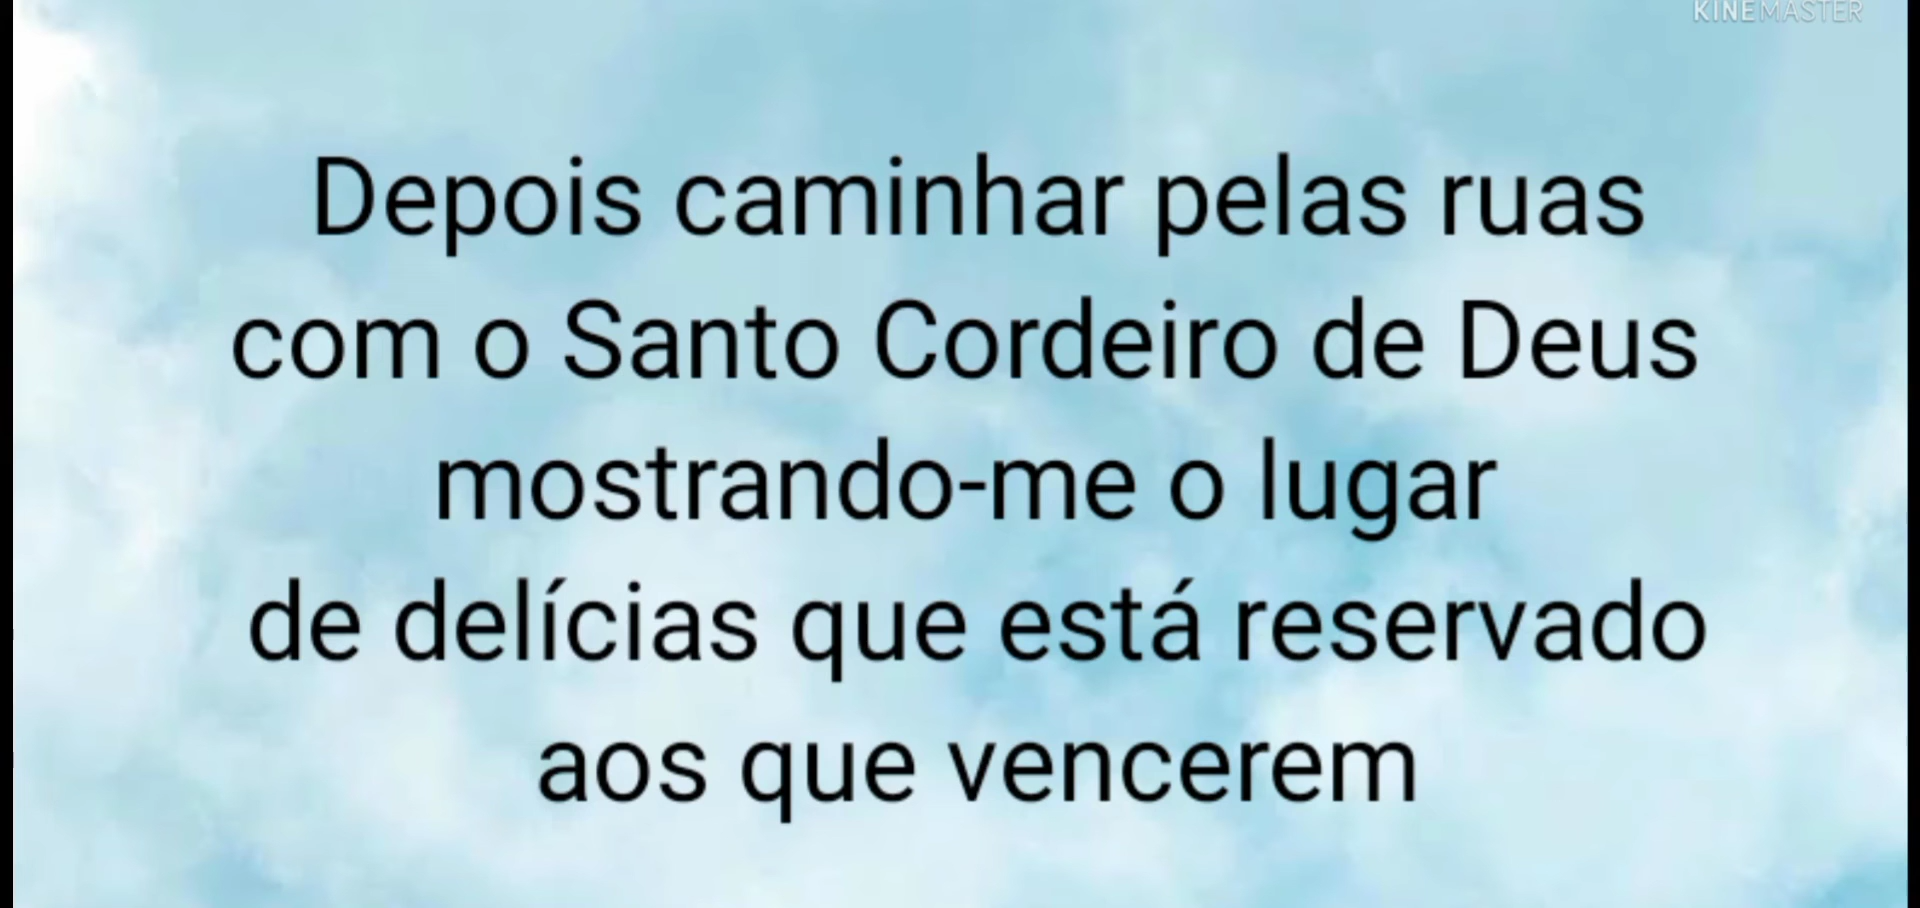 KINEMASTER
Depois caminhar pelas ruas
com o Santo Cordeiro de Deus
mostrando-me o lugar
de delícias que está reservado
aos que vencerem